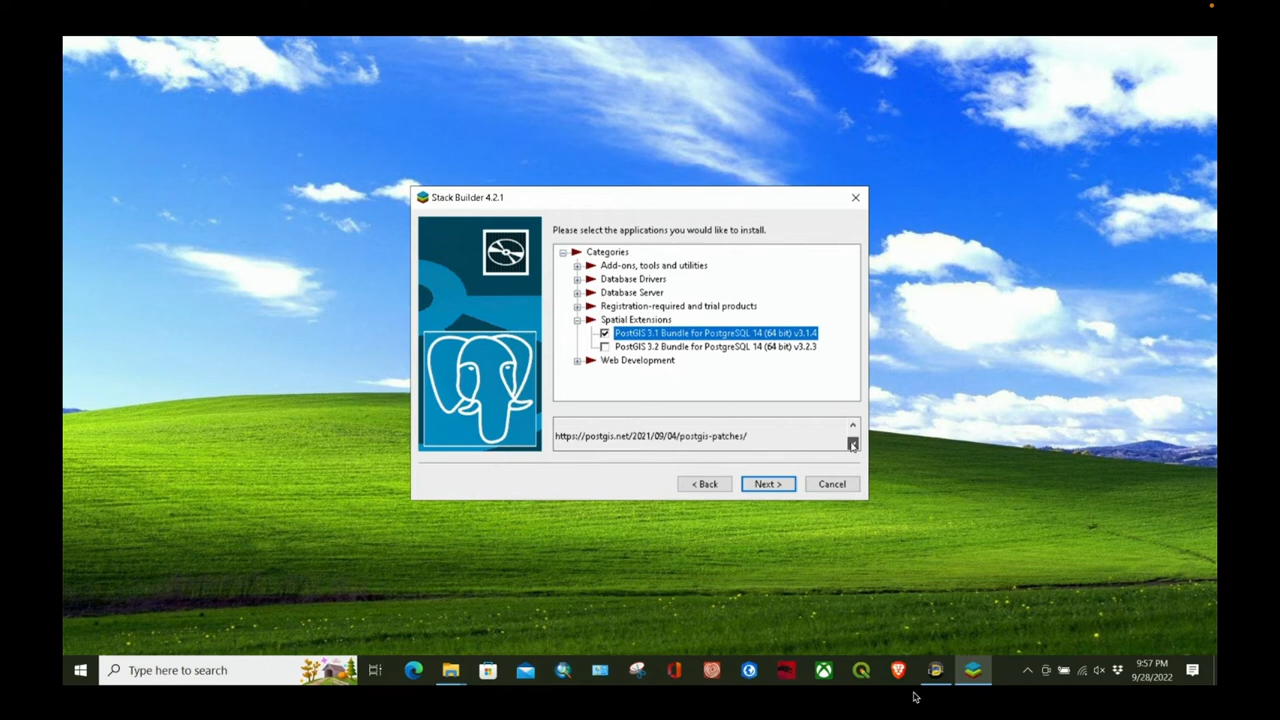 Stack Builder 4.2.1
Please select the applications you would like to install.
Categories
Add-ons, tools and utilities
Database Drivers
Database Server
Registration-required and trial products
Spatial Extensions
PostGIS 3.1 Bundle for PostgreSQL 14 (64 bit) v3.1.4
PostGIS 3.2 Bundle for PostgreSQL 14 (64 bit) v3.2.3
Web Development
https://postgis.net/2021/09/04/postgis-patches/
< Back
Next >
Cancel
Type here to search
9:57 PM
9/28/2022